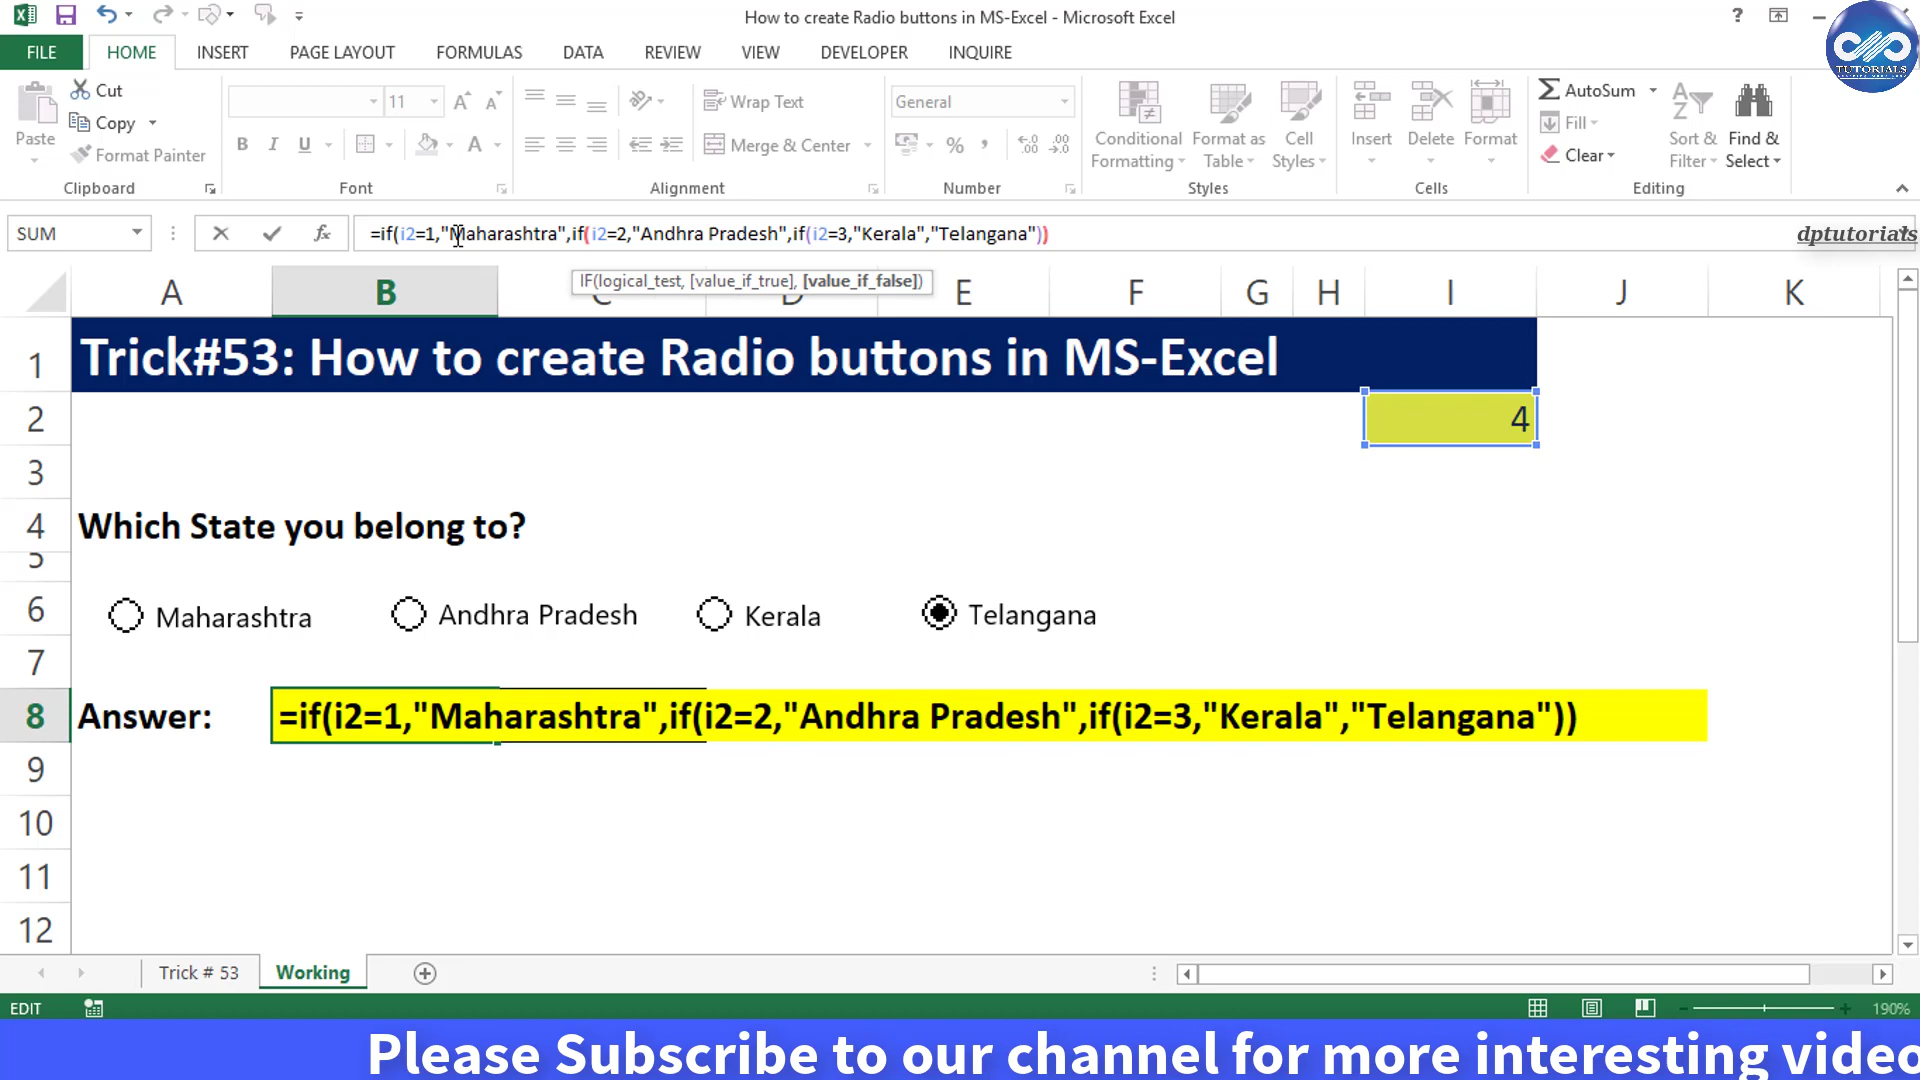 How to create Radio buttons in MS-Excel - Microsoft Excel
?
FILE HOME INSERT PAGE LAYOUT FORMULAS DATA REVIEW VIEW DEVELOPER INQUIRE
TUTORIALS
Paste
Cut
Copy
Format Painter
Clipboard
11
B I U
Font
Wrap Text
Merge & Center
Alignment
General
Number
Conditional Formatting
Format as Table
Cell Styles
Styles
Insert
Delete
Format
Cells
AutoSum
Fill
Clear
Sort & Filter
Find & Select
Editing
SUM
fx
=if(i2=1,"Maharashtra",if(i2=2,"Andhra Pradesh",if(i2=3,"Kerala","Telangana"))
dptutorials
IF(logical_test, [value_if_true], [value_if_false])
A B C D E F G H I J K
1 Trick#53: How to create Radio buttons in MS-Excel
2 4
3
4 Which State you belong to?
5
6 Maharashtra Andhra Pradesh Kerala Telangana
7
8 Answer: =if(i2=1,"Maharashtra",if(i2=2,"Andhra Pradesh",if(i2=3,"Kerala","Telangana"))
9
10
11
12
Trick # 53 Working
EDIT 190%
Please Subscribe to our channel for more interesting video